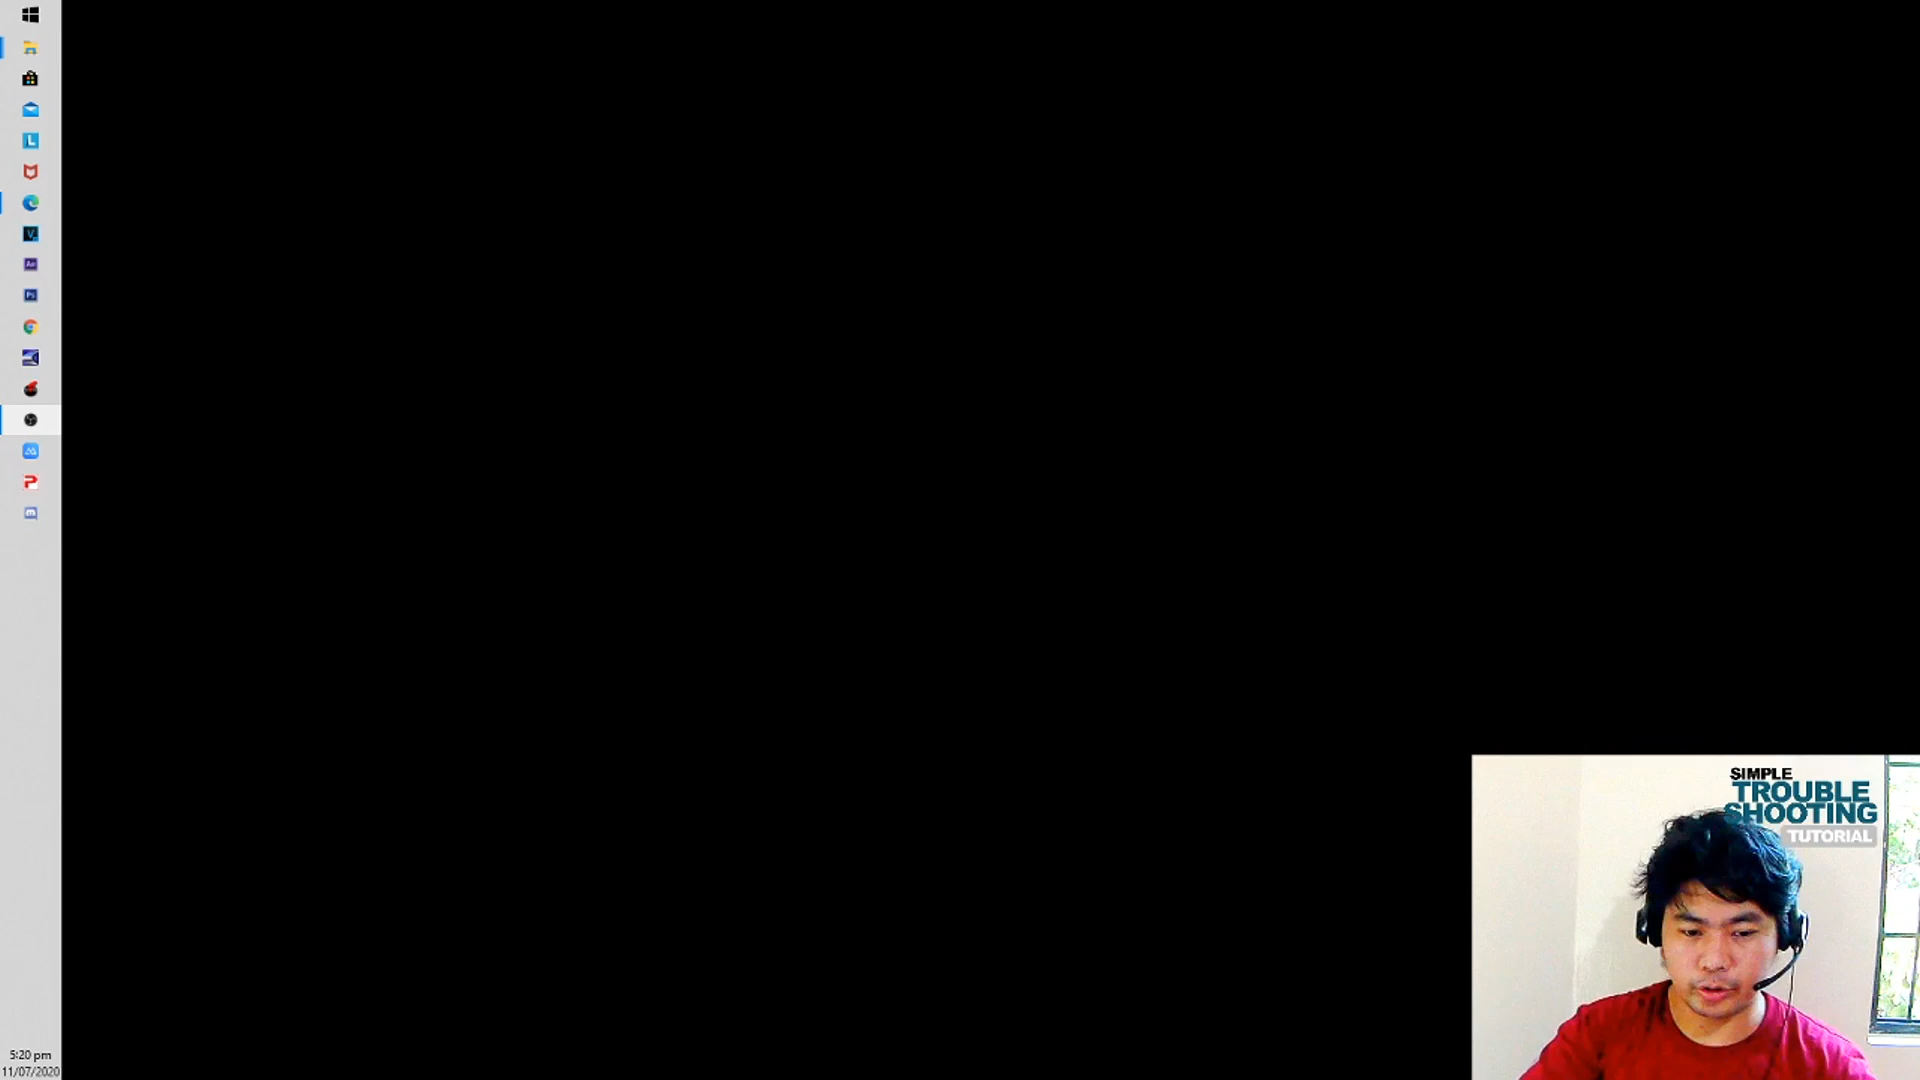 SIMPLE
TROUBLE
SHOOTING
TUTORIAL
5:20 pm
11/07/2020